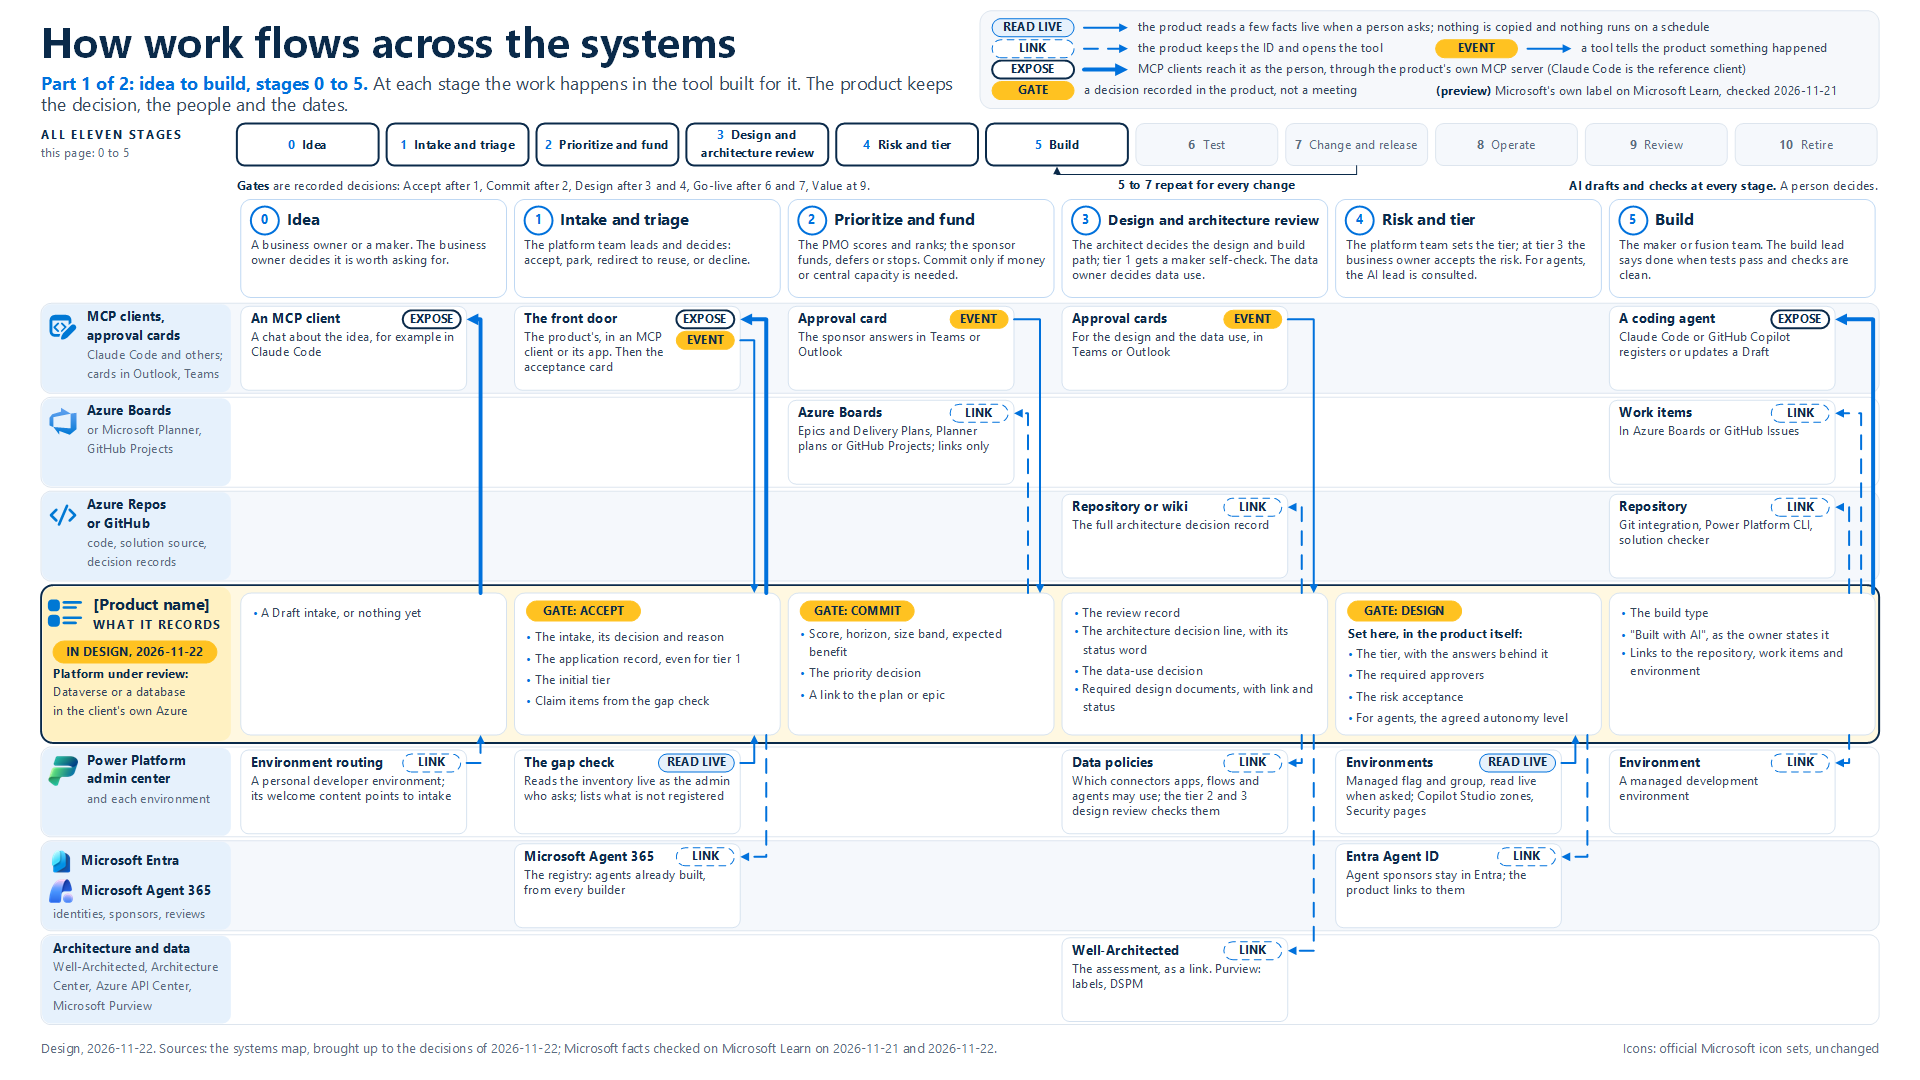 How work flows across the systems
Part 1 of 2: idea to build, stages 0 to 5. At each stage the work happens in the tool built for it. The product keeps
the decision, the people and the dates.
READ LIVE the product reads a few facts live when a person asks; nothing is copied and nothing runs on a schedule
LINK the product keeps the ID and opens the tool
EVENT a tool tells the product something happened
EXPOSE MCP clients reach it as the person, through the product's own MCP server (Claude Code is the reference client)
GATE a decision recorded in the product, not a meeting
(preview) Microsoft's own label on Microsoft Learn, checked 2026-11-21
ALL ELEVEN STAGES
this page: 0 to 5
0 Idea
1 Intake and triage
2 Prioritize and fund
3 Design and
architecture review
4 Risk and tier
5 Build
6 Test
7 Change and release
8 Operate
9 Review
10 Retire
Gates are recorded decisions: Accept after 1, Commit after 2, Design after 3 and 4, Go-live after 6 and 7, Value at 9.
5 to 7 repeat for every change
AI drafts and checks at every stage. A person decides.
0 Idea
A business owner or a maker. The business
owner decides it is worth asking for.
1 Intake and triage
The platform team leads and decides:
accept, park, redirect to reuse, or decline.
2 Prioritize and fund
The PMO scores and ranks; the sponsor
funds, defers or stops. Commit only if money
or central capacity is needed.
3 Design and architecture review
The architect decides the design and build
path; tier 1 gets a maker self-check. The data
owner decides data use.
4 Risk and tier
The platform team sets the tier; at tier 3 the
business owner accepts the risk. For agents,
the AI lead is consulted.
5 Build
The maker or fusion team. The build lead
says done when tests pass and checks are
clean.
MCP clients,
approval cards
Claude Code and others;
cards in Outlook, Teams
An MCP client EXPOSE
A chat about the idea, for example in
Claude Code
The front door EXPOSE
EVENT
The product's, in an MCP
client or its app. Then the
acceptance card
Approval card EVENT
The sponsor answers in Teams or
Outlook
Approval cards EVENT
For the design and the data use, in
Teams or Outlook
A coding agent EXPOSE
Claude Code or GitHub Copilot
registers or updates a Draft
Azure Boards
or Microsoft Planner,
GitHub Projects
Azure Boards LINK
Epics and Delivery Plans, Planner
plans or GitHub Projects; links only
Work items LINK
In Azure Boards or GitHub Issues
Azure Repos
or GitHub
code, solution source,
decision records
Repository or wiki LINK
The full architecture decision record
Repository LINK
Git integration, Power Platform CLI,
solution checker
[Product name]
WHAT IT RECORDS
IN DESIGN, 2026-11-22
Platform under review:
Dataverse or a database
in the client's own Azure
• A Draft intake, or nothing yet
GATE: ACCEPT
• The intake, its decision and reason
• The application record, even for tier 1
• The initial tier
• Claim items from the gap check
GATE: COMMIT
• Score, horizon, size band, expected
benefit
• The priority decision
• A link to the plan or epic
• The review record
• The architecture decision line, with its
status word
• The data-use decision
• Required design documents, with link and
status
GATE: DESIGN
Set here, in the product itself:
• The tier, with the answers behind it
• The required approvers
• The risk acceptance
• For agents, the agreed autonomy level
• The build type
• "Built with AI", as the owner states it
• Links to the repository, work items and
environment
Power Platform
admin center
and each environment
Environment routing LINK
A personal developer environment;
its welcome content points to intake
The gap check READ LIVE
Reads the inventory live as the admin
who asks; lists what is not registered
Data policies LINK
Which connectors apps, flows and
agents may use; the tier 2 and 3
design review checks them
Environments READ LIVE
Managed flag and group, read live
when asked; Copilot Studio zones,
Security pages
Environment LINK
A managed development
environment
Microsoft Entra
Microsoft Agent 365
identities, sponsors, reviews
Microsoft Agent 365 LINK
The registry: agents already built,
from every builder
Entra Agent ID LINK
Agent sponsors stay in Entra; the
product links to them
Architecture and data
Well-Architected, Architecture
Center, Azure API Center,
Microsoft Purview
Well-Architected LINK
The assessment, as a link. Purview:
labels, DSPM
Design, 2026-11-22. Sources: the systems map, brought up to the decisions of 2026-11-22; Microsoft facts checked on Microsoft Learn on 2026-11-21 and 2026-11-22.
Icons: official Microsoft icon sets, unchanged